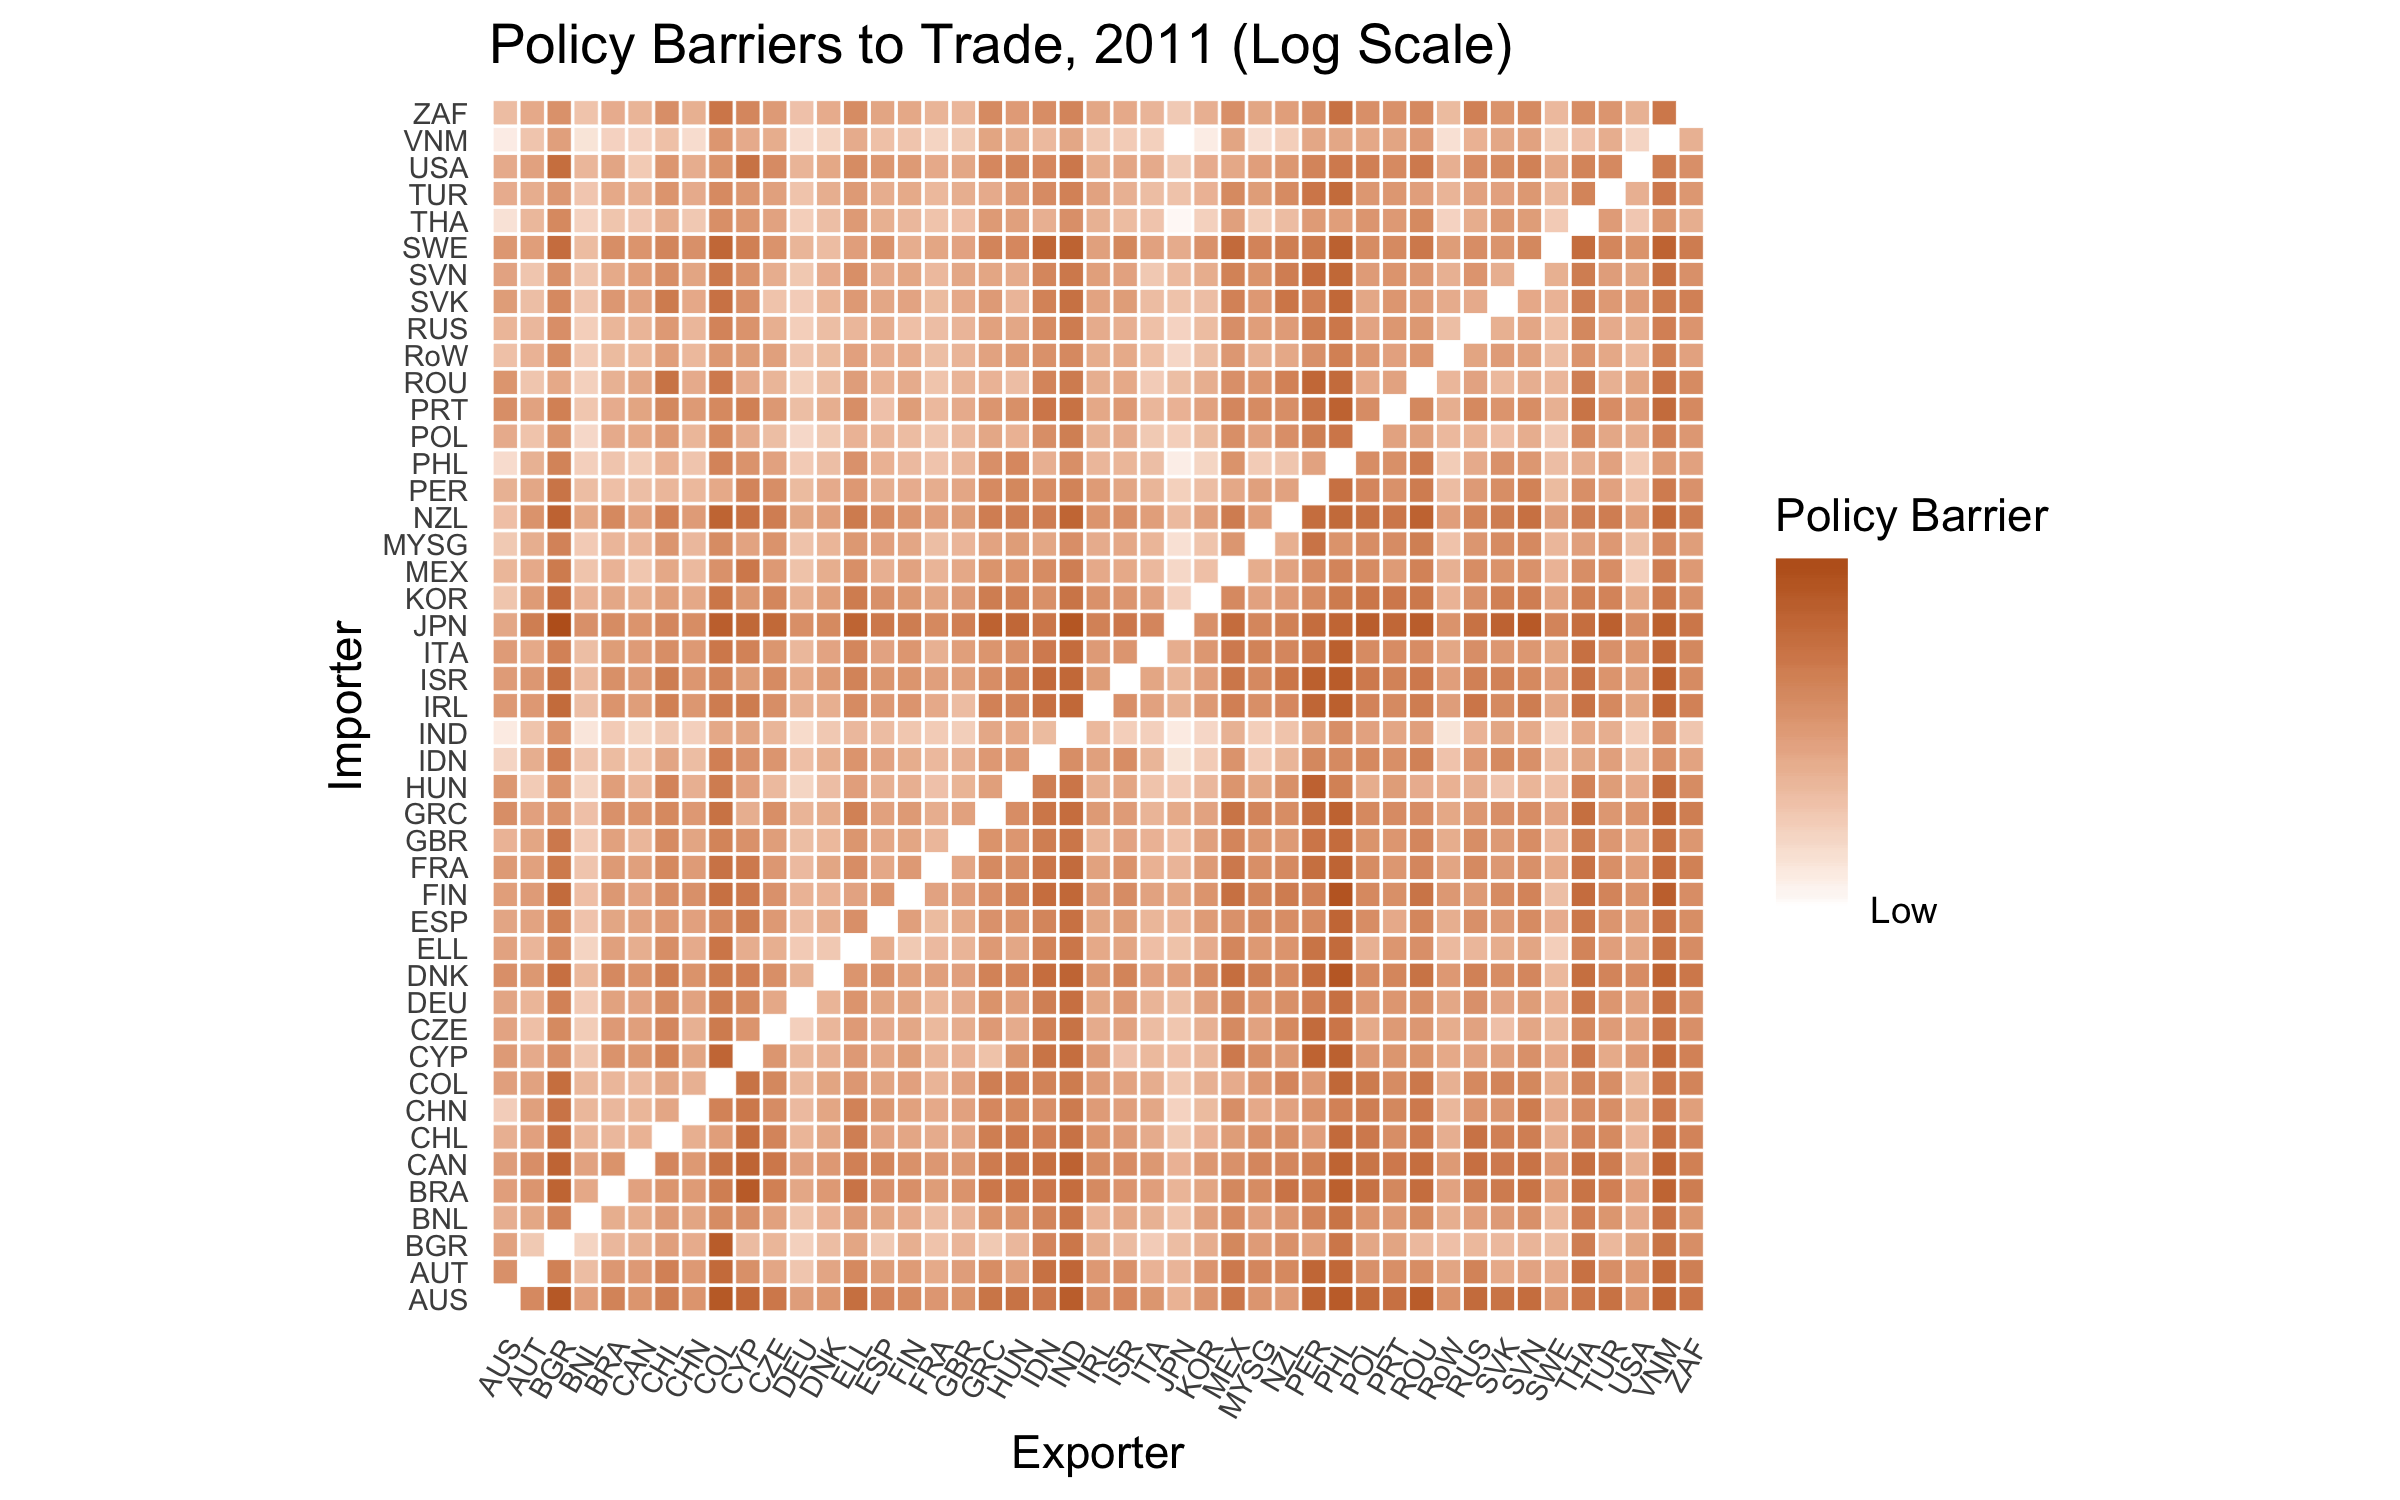 Policy Barriers to Trade, 2011 (Log Scale)
ZAF
VNM
USA
TUR
THA
SWE
SVN
SVK
RUS
RoW
ROU
PRT
POL
PHL
PER
NZL
MYSG
MEX
KOR
JPN
ITA
ISR
IRL
IND
IDN
HUN
GRC
GBR
FRA
FIN
ESP
ELL
DNK
DEU
CZE
CYP
COL
CHN
CHL
CAN
BRA
BNL
BGR
AUT
AUS
Importer
AUS
AUT
BGR
BNL
BRA
CAN
CHL
CHN
COL
CYP
CZE
DEU
DNK
ELL
ESP
FIN
FRA
GBR
GRC
HUN
IDN
IND
IRL
ISR
ITA
JPN
KOR
MEX
MYSG
NZL
PER
PHL
POL
PRT
ROU
RoW
RUS
SVK
SVN
SWE
THA
TUR
USA
VNM
ZAF
Exporter
Policy Barrier
Low